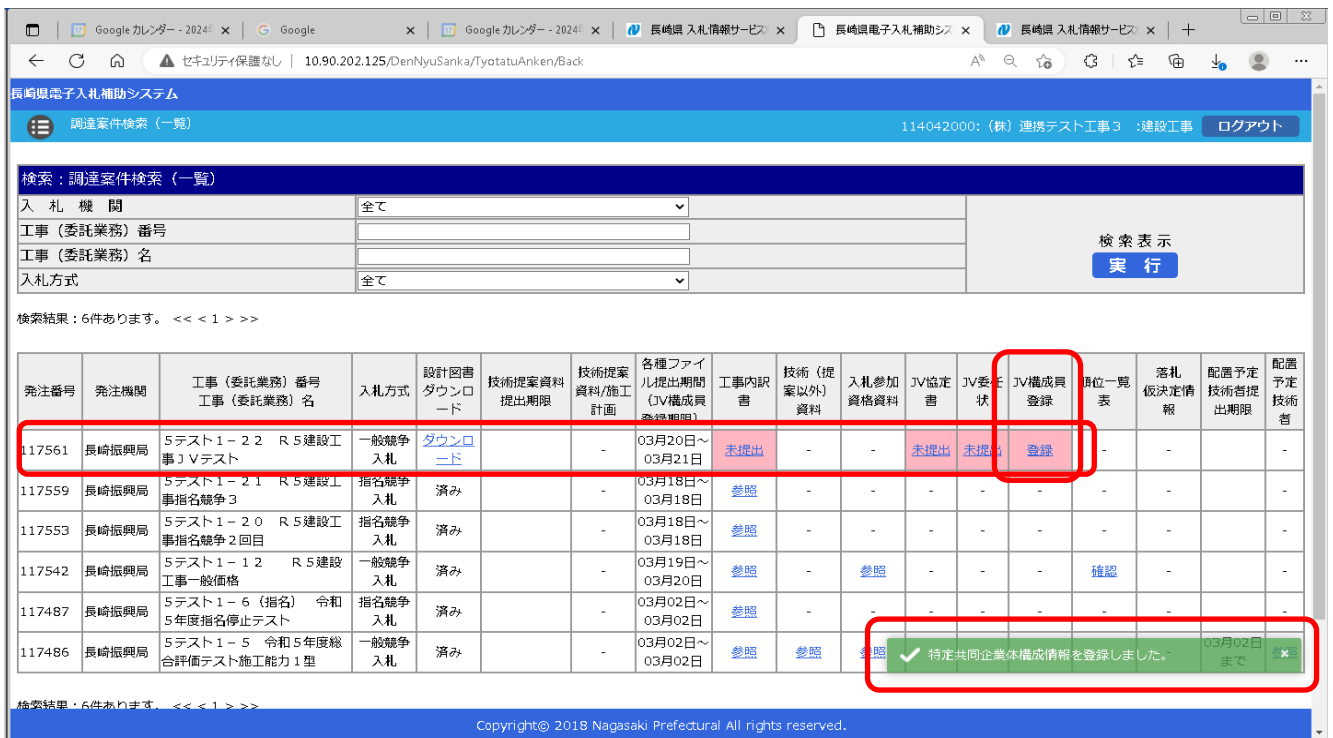 Google カレンダー - 2024年
Google
Google カレンダー - 2024年
長崎県 入札情報サービス
長崎県電子入札補助シス
長崎県 入札情報サービス
セキュリティ保護なし | 10.90.202.125/DenNyuSanka/TyotatuAnken/Back
長崎県電子入札補助システム
調達案件検索（一覧）
114042000:（株）連携テスト工事３ :建設工事 ログアウト
検索：調達案件検索（一覧）
入 札 機 関 全て
工事（委託業務）番号
工事（委託業務）名
入札方式 全て
検索表示
実 行
検索結果：6件あります。 << < 1 > >>
発注番号 発注機関 工事（委託業務）番号 工事（委託業務）名 入札方式 設計図書ダウンロード 技術提案資料提出期限 技術提案資料/施工計画 各種ファイル提出期間（JV構成員登録期限） 工事内訳書 技術（提案以外）資料 入札参加資格資料 JV協定書 JV委任状 JV構成員登録 順位一覧表 落札仮決定情報 配置予定技術者提出期限 配置予定技術者
117561 長崎振興局 ５テスト１－２２ Ｒ５建設工事ＪＶテスト 一般競争入札 ダウンロード - 03月20日～03月21日 未提出 - - 未提出 未提出 登録 - - -
117559 長崎振興局 ５テスト１－２１ Ｒ５建設工事指名競争３ 指名競争入札 済み - 03月18日～03月18日 参照 - - - - - - - -
117553 長崎振興局 ５テスト１－２０ Ｒ５建設工事指名競争２回目 指名競争入札 済み - 03月18日～03月18日 参照 - - - - - - - -
117542 長崎振興局 ５テスト１－１２ Ｒ５建設工事一般価格 一般競争入札 済み - 03月19日～03月20日 参照 - 参照 - - - 確認 - -
117487 長崎振興局 ５テスト１－６（指名） 令和５年度指名停止テスト 指名競争入札 済み - 03月02日～03月02日 参照 - - - - - - - -
117486 長崎振興局 ５テスト１－５ 令和５年度総合評価テスト施工能力１型 一般競争入札 済み - 03月02日～03月02日 参照 参照 参照 - 03月02日まで 参照
特定共同企業体構成情報を登録しました。
検索結果：6件あります。 << < 1 > >>
Copyright© 2018 Nagasaki Prefectural All rights reserved.